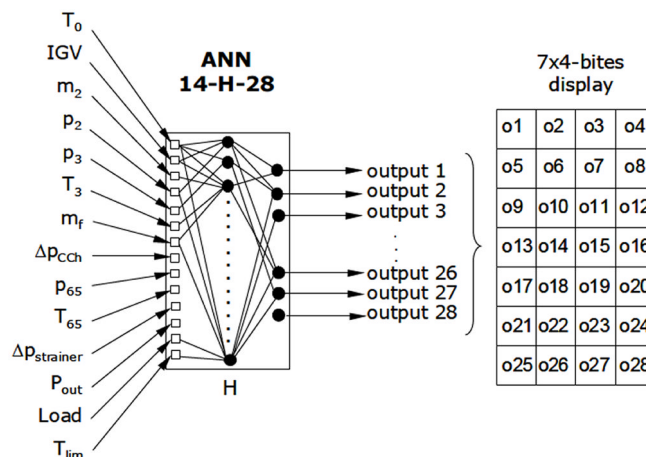 T0
IGV
m2
p2
p3
T3
mf
ΔpCCh
p65
T65
Δpstrainer
Pout
Load
Tlim
ANN
14-H-28
H
output 1
output 2
output 3
output 26
output 27
output 28
7x4-bites
display
o1 o2 o3 o4
o5 o6 o7 o8
o9 o10 o11 o12
o13 o14 o15 o16
o17 o18 o19 o20
o21 o22 o23 o24
o25 o26 o27 o28